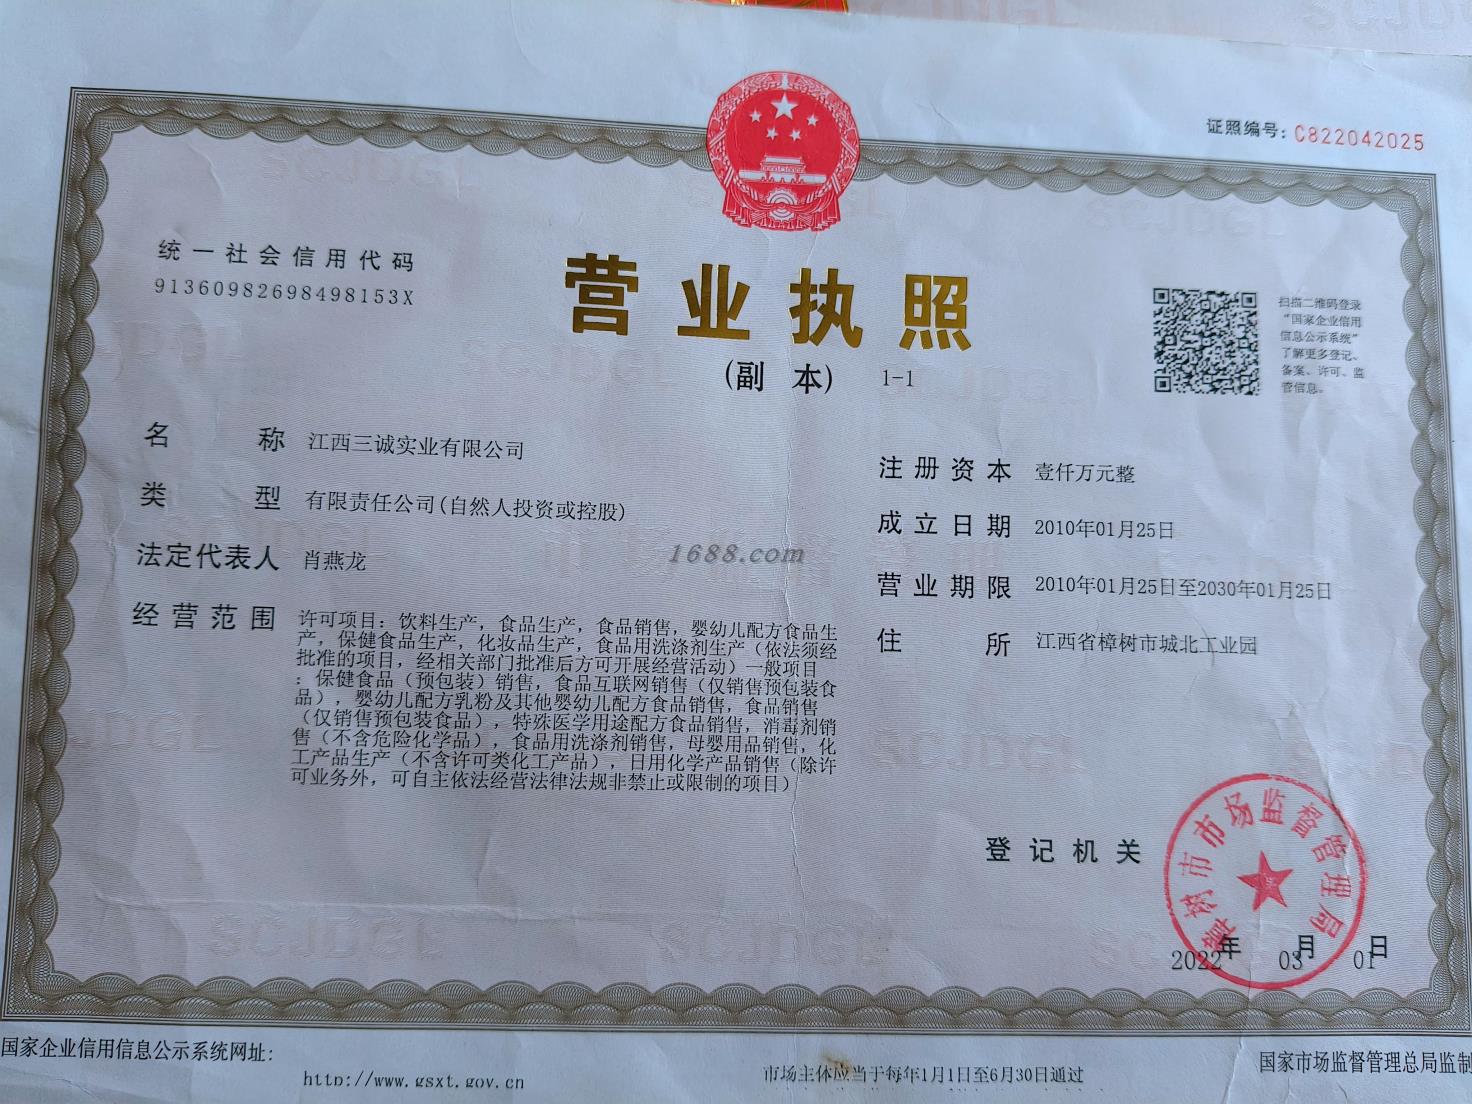 证照编号：C822042025
统一社会信用代码
91360982698498153X
营业执照
(副 本) 1-1
扫描二维码登录
“国家企业信用
信息公示系统”
了解更多登记、
备案、许可、监
管信息。
名 称 江西三诚实业有限公司
类 型 有限责任公司(自然人投资或控股)
法定代表人 肖燕龙
经营范围 许可项目：饮料生产，食品生产，食品销售，婴幼儿配方食品生
产，保健食品生产，化妆品生产，食品用洗涤剂生产（依法须经
批准的项目，经相关部门批准后方可开展经营活动）一般项目
：保健食品（预包装）销售，食品互联网销售（仅销售预包装食
品），婴幼儿配方乳粉及其他婴幼儿配方食品销售，食品销售
（仅销售预包装食品），特殊医学用途配方食品销售，消毒剂销
售（不含危险化学品），食品用洗涤剂销售，母婴用品销售，化
工产品生产（不含许可类化工产品），日用化学产品销售（除许
可业务外，可自主依法经营法律法规非禁止或限制的项目）
注册资本 壹仟万元整
成立日期 2010年01月25日
营业期限 2010年01月25日至2030年01月25日
住 所 江西省樟树市城北工业园
1688.com
登记机关
樟树市市场监督管理局
2022年 03月 01日
国家企业信用信息公示系统网址：
http://www.gsxt.gov.cn
市场主体应当于每年1月1日至6月30日通过
国家市场监督管理总局监制